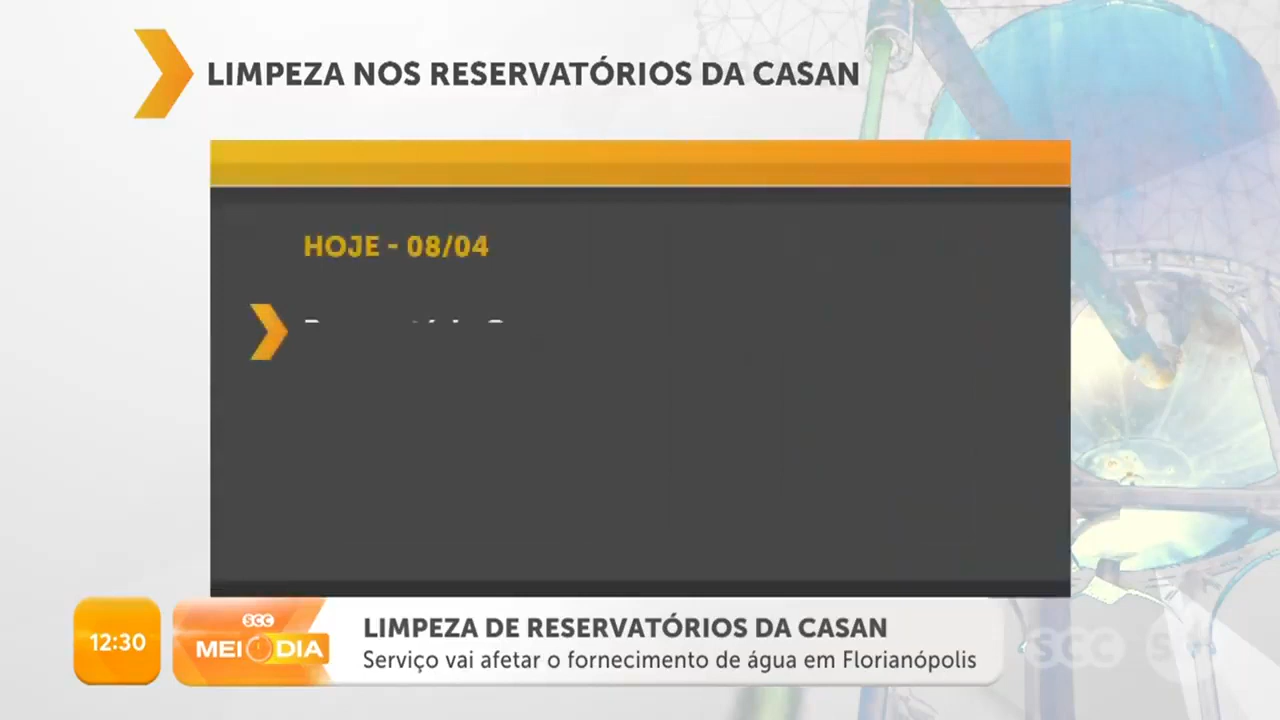 LIMPEZA NOS RESERVATÓRIOS DA CASAN
HOJE - 08/04
12:30
SCC
MEIO DIA
LIMPEZA DE RESERVATÓRIOS DA CASAN
Serviço vai afetar o fornecimento de água em Florianópolis
SCC